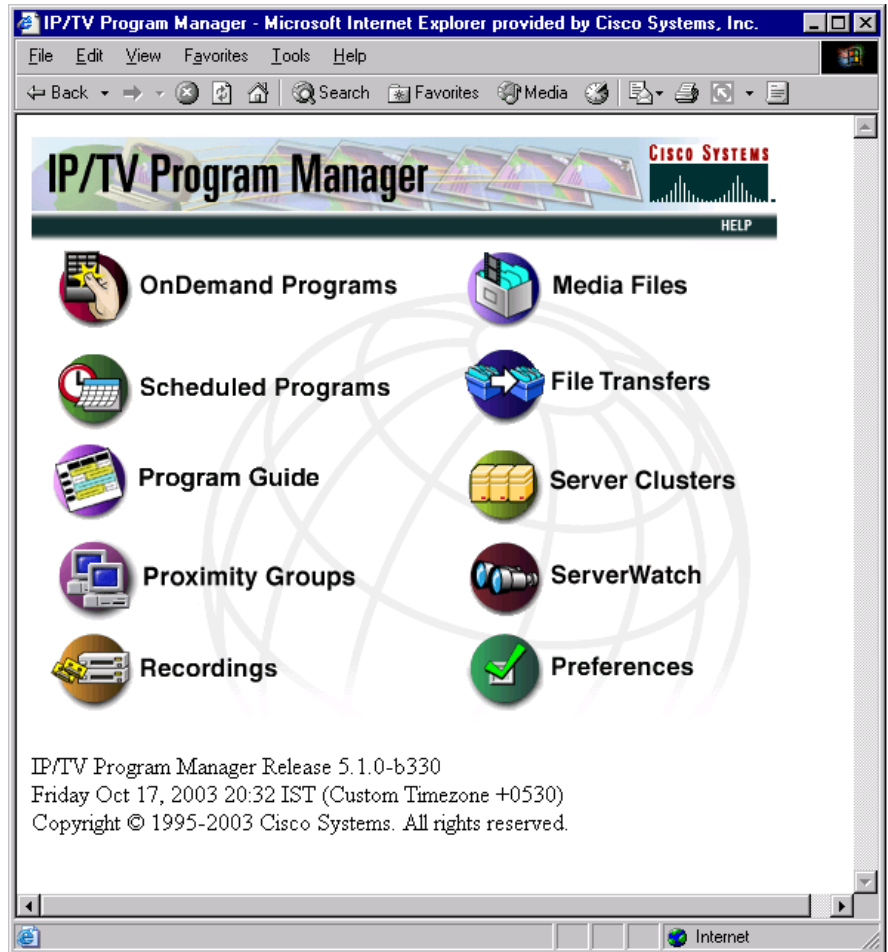 IP/TV Program Manager - Microsoft Internet Explorer provided by Cisco Systems, Inc.
File Edit View Favorites Tools Help
Back Search Favorites Media
IP/TV Program Manager
CISCO SYSTEMS
HELP
OnDemand Programs
Media Files
Scheduled Programs
File Transfers
Program Guide
Server Clusters
Proximity Groups
ServerWatch
Recordings
Preferences
IP/TV Program Manager Release 5.1.0-b330
Friday Oct 17, 2003 20:32 IST (Custom Timezone +0530)
Copyright © 1995-2003 Cisco Systems. All rights reserved.
Internet